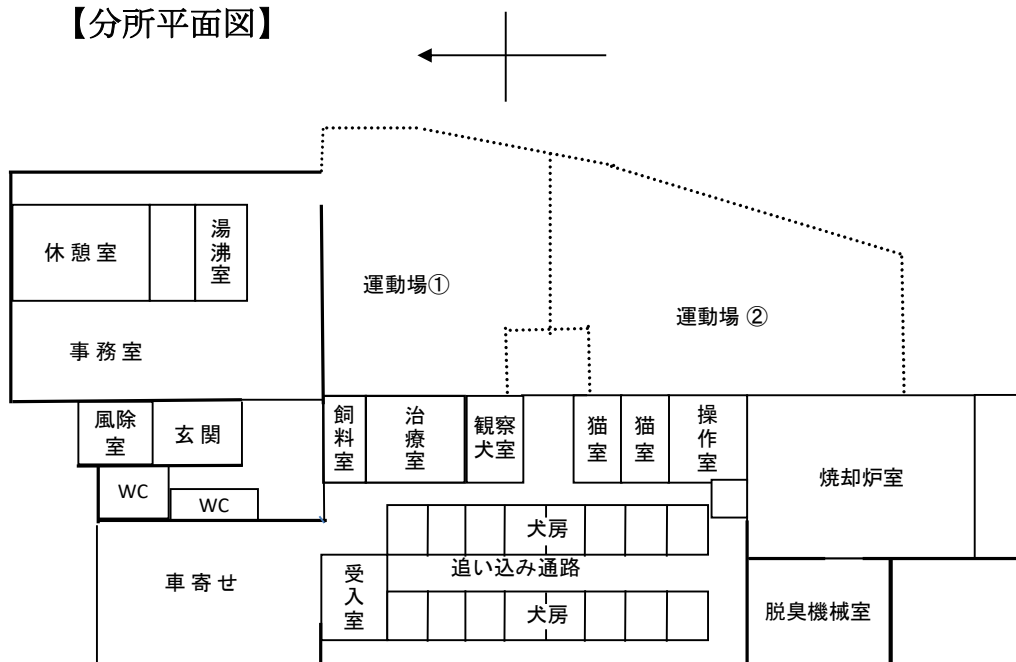 【分所平面図】
休憩室
湯沸室
運動場①
運動場 ②
事務室
風除室
玄関
飼料室
治療室
観察犬室
猫室
猫室
操作室
焼却炉室
WC
WC
犬房
追い込み通路
受入室
車寄せ
犬房
脱臭機械室